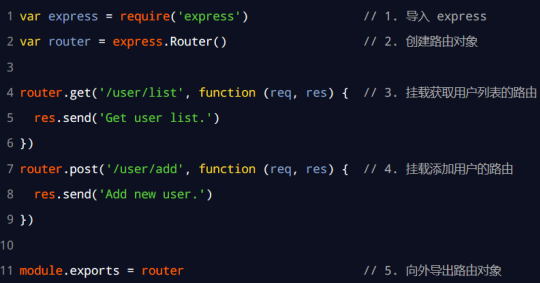 1 var express = require('express') // 1. 导入 express
2 var router = express.Router() // 2. 创建路由对象
3
4 router.get('/user/list', function (req, res) { // 3. 挂载获取用户列表的路由
5 res.send('Get user list.')
6 })
7 router.post('/user/add', function (req, res) { // 4. 挂载添加用户的路由
8 res.send('Add new user.')
9 })
10
11 module.exports = router // 5. 向外导出路由对象